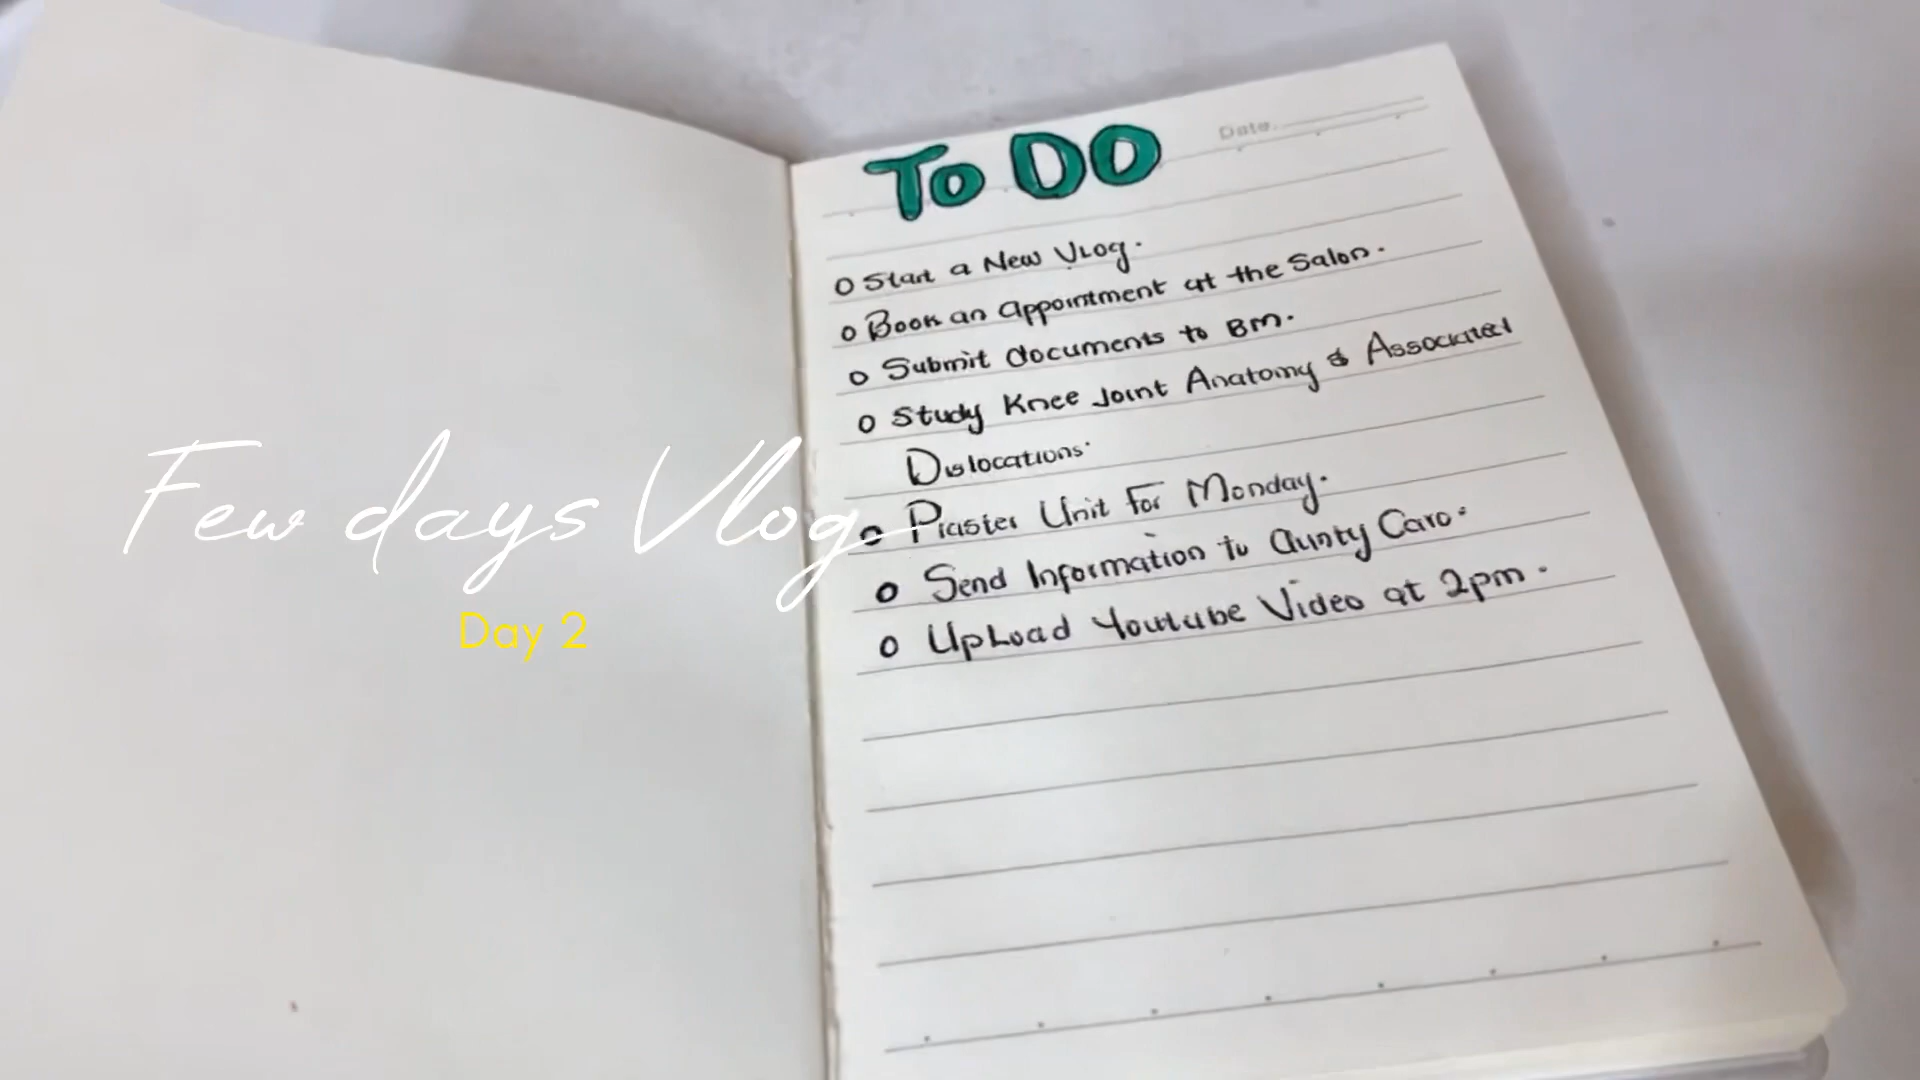 To DO
Date.
Start a New Vlog.
Book an appointment at the Salon.
Submit documents to BM.
Study Knee Joint Anatomy & Associated
Dislocations.
Plaster Unit For Monday.
Send Information to Aunty Caro.
Upload Youtube Video at 2pm.
Few days Vlog
Day 2